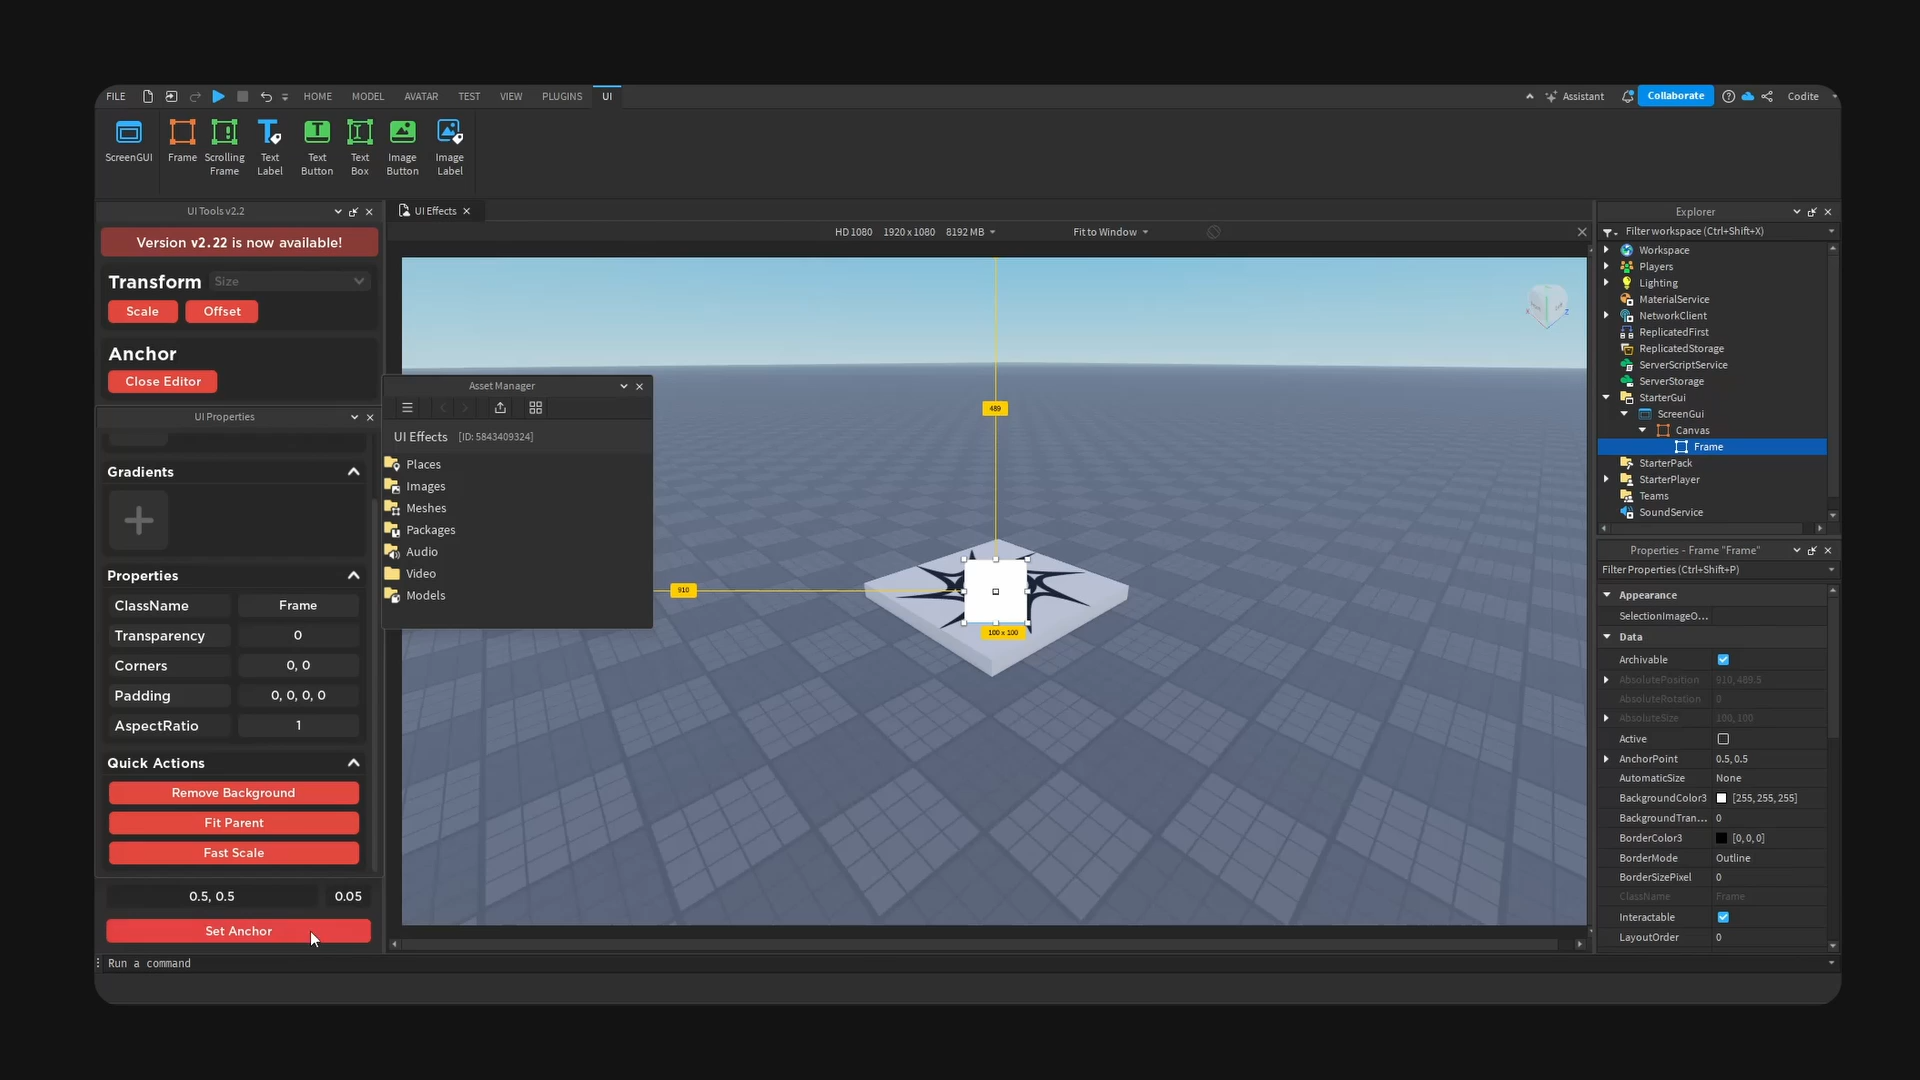 FILE
HOME
MODEL
AVATAR
TEST
VIEW
PLUGINS
UI
Assistant
Collaborate
Codite
ScreenGUI
Frame
Scrolling
Frame
Text
Label
Text
Button
Text
Box
Image
Button
Image
Label
UI Tools v2.2
Version v2.22 is now available!
Transform
Size
Scale
Offset
Anchor
Close Editor
UI Properties
Gradients
Properties
ClassName Frame
Transparency 0
Corners 0, 0
Padding 0, 0, 0, 0
AspectRatio 1
Quick Actions
Remove Background
Fit Parent
Fast Scale
0.5, 0.5 0.05
Set Anchor
Run a command
UI Effects
HD 1080 1920 x 1080 8192 MB
Fit to Window
Asset Manager
UI Effects [ID: 5843409324]
Places
Images
Meshes
Packages
Audio
Video
Models
489
910
100 x 100
Explorer
Filter workspace (Ctrl+Shift+X)
Workspace
Players
Lighting
MaterialService
NetworkClient
ReplicatedFirst
ReplicatedStorage
ServerScriptService
ServerStorage
StarterGui
ScreenGui
Canvas
Frame
StarterPack
StarterPlayer
Teams
SoundService
Properties - Frame "Frame"
Filter Properties (Ctrl+Shift+P)
Appearance
SelectionImageO...
Data
Archivable
AbsolutePosition 910, 489.5
AbsoluteRotation 0
AbsoluteSize 100, 100
Active
AnchorPoint 0.5, 0.5
AutomaticSize None
BackgroundColor3 [255, 255, 255]
BackgroundTran... 0
BorderColor3 [0, 0, 0]
BorderMode Outline
BorderSizePixel 0
ClassName Frame
Interactable
LayoutOrder 0